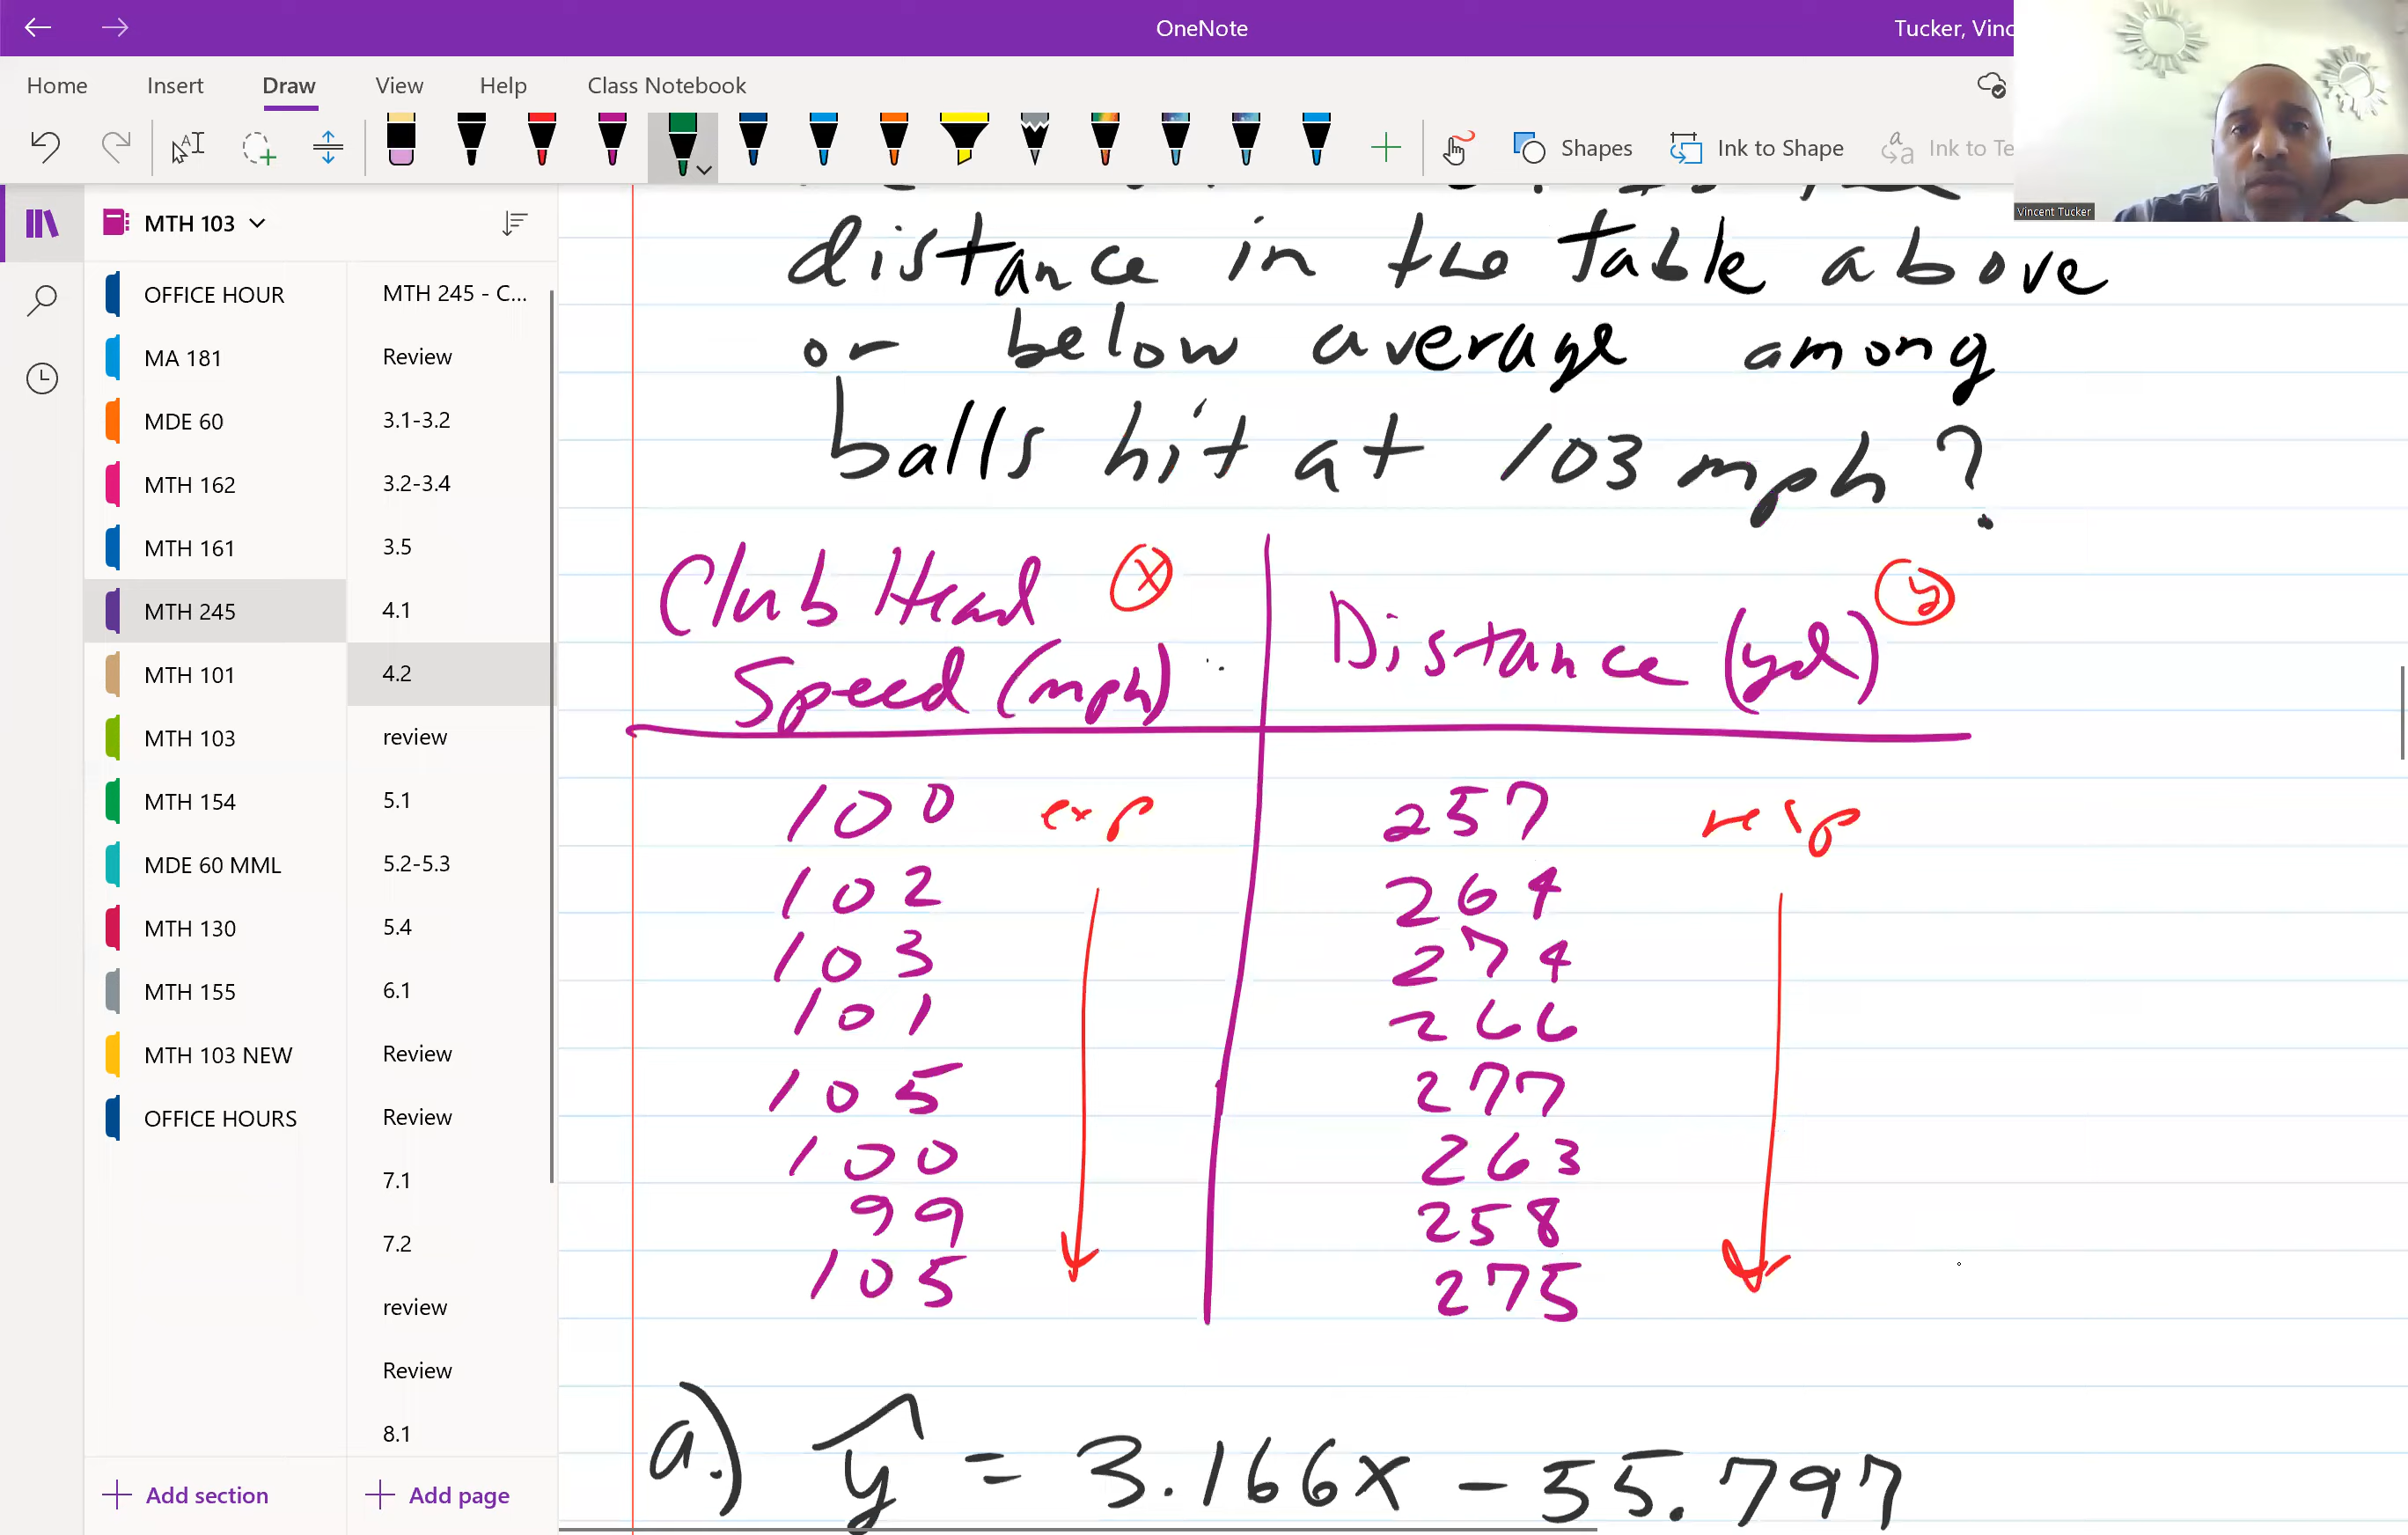 OneNote
Tucker, Vinc
Home Insert Draw View Help Class Notebook
Shapes Ink to Shape Ink to Te
Vincent Tucker
MTH 103
OFFICE HOUR
MA 181
MDE 60
MTH 162
MTH 161
MTH 245
MTH 101
MTH 103
MTH 154
MDE 60 MML
MTH 130
MTH 155
MTH 103 NEW
OFFICE HOURS
Add section
MTH 245 - C...
Review
3.1-3.2
3.2-3.4
3.5
4.1
4.2
review
5.1
5.2-5.3
5.4
6.1
Review
Review
7.1
7.2
review
Review
8.1
Add page
distance in the table above
or below average among
balls hit at 103 mph?
Club Head x Distance (yd) y
Speed (mph)
100 exp 257 resp
102 264
103 274
101 266
105 277
100 263
99 258
105 275
a.) ŷ = 3.166x - 55.797